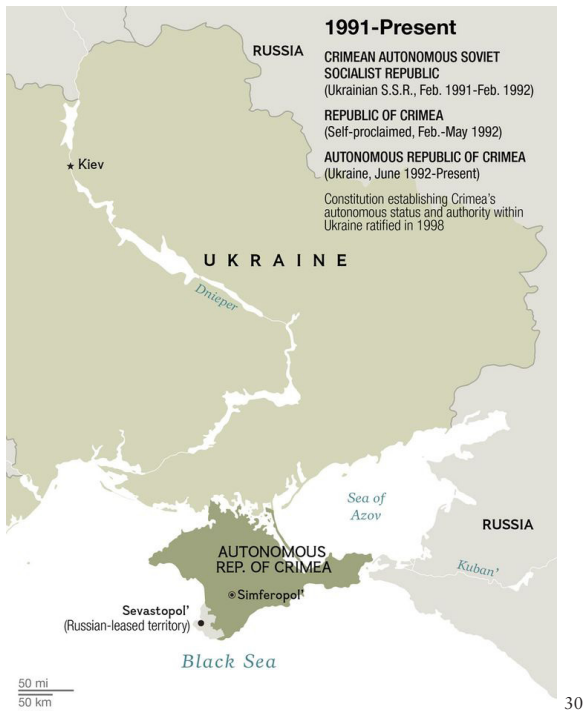 1991-Present
CRIMEAN AUTONOMOUS SOVIET
SOCIALIST REPUBLIC
(Ukrainian S.S.R., Feb. 1991-Feb. 1992)
REPUBLIC OF CRIMEA
(Self-proclaimed, Feb.-May 1992)
AUTONOMOUS REPUBLIC OF CRIMEA
(Ukraine, June 1992-Present)
Constitution establishing Crimea's
autonomous status and authority within
Ukraine ratified in 1998
RUSSIA
Kiev
UKRAINE
Dnieper
Sea of
Azov
RUSSIA
Kuban'
AUTONOMOUS
REP. OF CRIMEA
Simferopol'
Sevastopol'
(Russian-leased territory)
Black Sea
50 mi
50 km
30